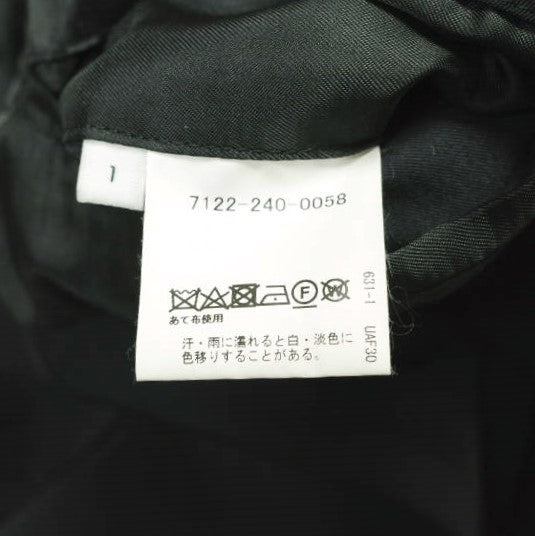 1
7122-240-0058
F
W
あて布使用
汗・雨に濡れると白・淡色に
色移りすることがある。
631-1 UAF30